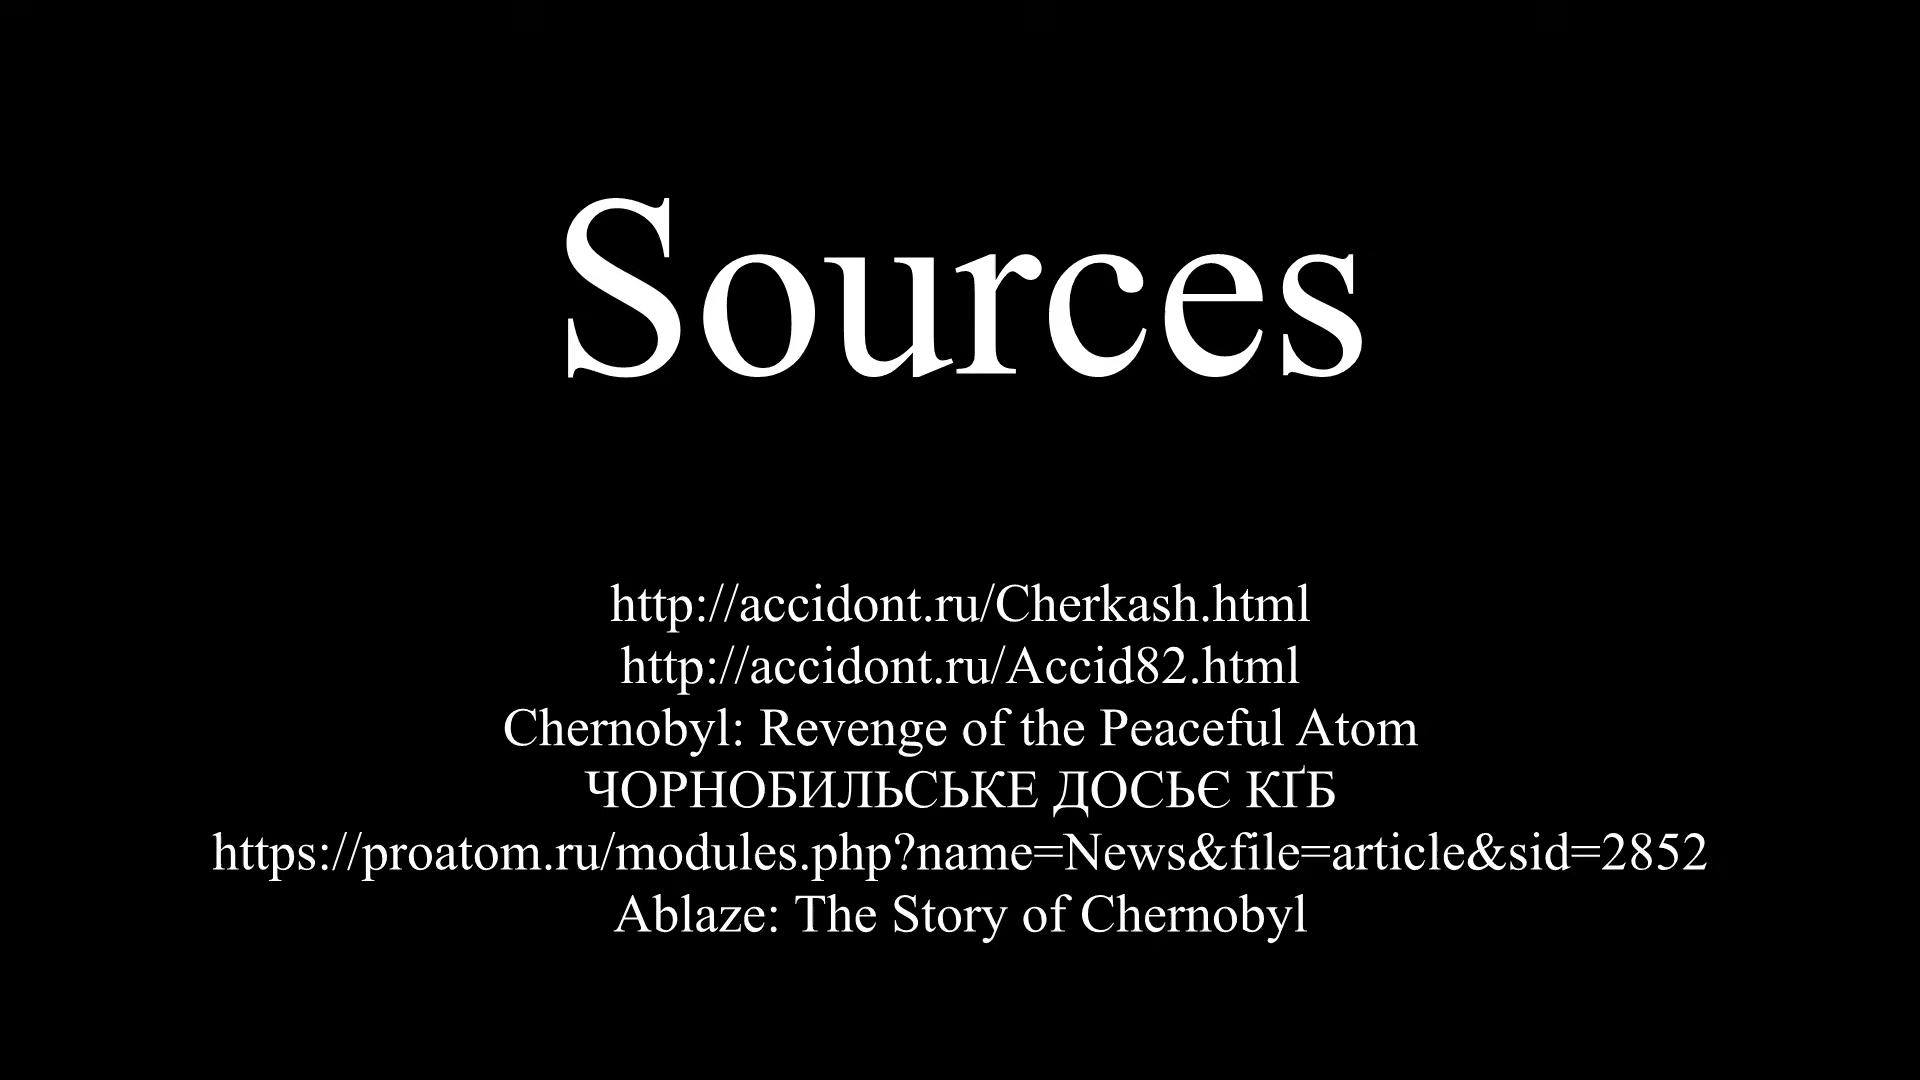 Sources
http://accidont.ru/Cherkash.html
http://accidont.ru/Accid82.html
Chernobyl: Revenge of the Peaceful Atom
ЧОРНОБИЛЬСЬКЕ ДОСЬЄ КҐБ
https://proatom.ru/modules.php?name=News&file=article&sid=2852
Ablaze: The Story of Chernobyl